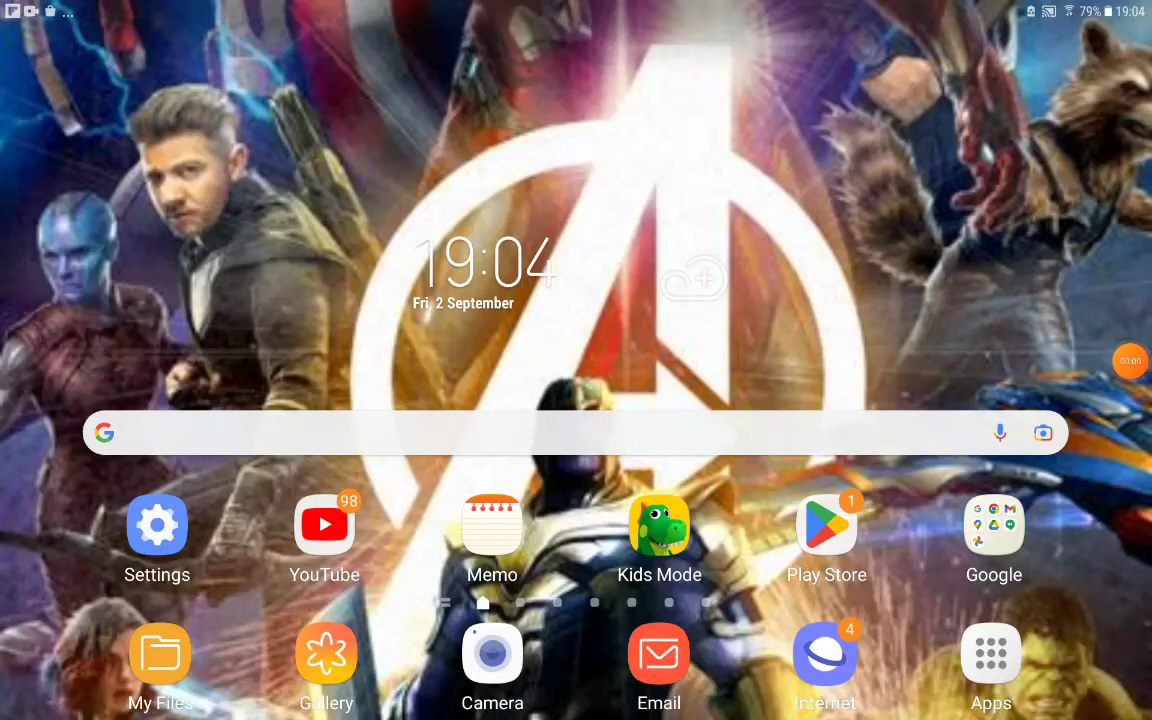 79% 19:04
19:04
Fri, 2 September
00:00
98
1
Settings YouTube Memo Kids Mode Play Store Google
4
My Files Gallery Camera Email Internet Apps